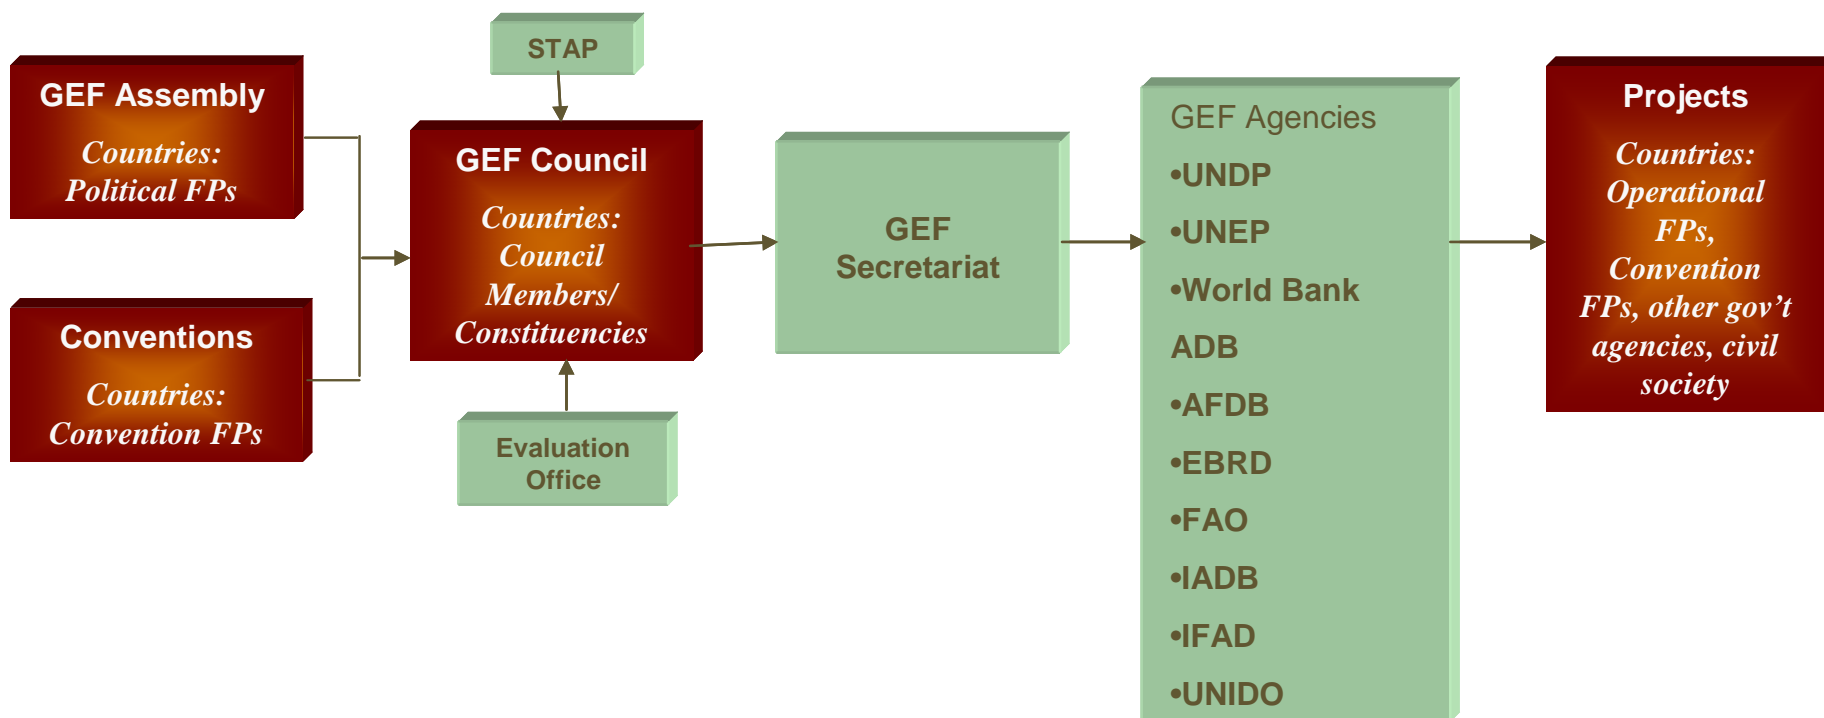 STAP
GEF Assembly
Countries:
Political FPs
Conventions
Countries:
Convention FPs
GEF Council
Countries:
Council
Members/
Constituencies
Evaluation
Office
GEF
Secretariat
GEF Agencies
•UNDP
•UNEP
•World Bank
ADB
•AFDB
•EBRD
•FAO
•IADB
•IFAD
•UNIDO
Projects
Countries:
Operational
FPs,
Convention
FPs, other gov’t
agencies, civil
society